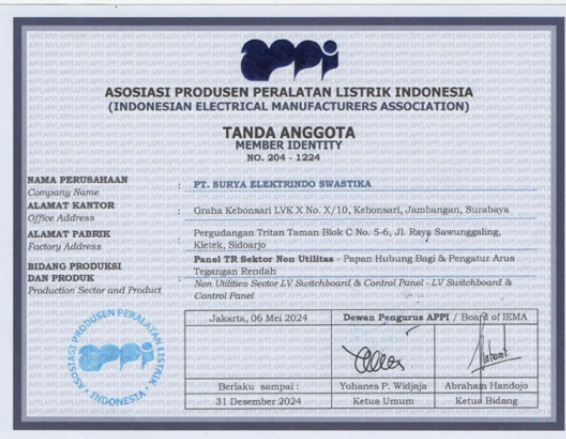 appi
ASOSIASI PRODUSEN PERALATAN LISTRIK INDONESIA
(INDONESIAN ELECTRICAL MANUFACTURERS ASSOCIATION)
TANDA ANGGOTA
MEMBER IDENTITY
NO. 204 - 1224
NAMA PERUSAHAAN
Company Name
: PT. SURYA ELEKTRINDO SWASTIKA
ALAMAT KANTOR
Office Address
: Graha Kebonsari LVK X No. X/10, Kebonsari, Jambangan, Surabaya
ALAMAT PABRIK
Factory Address
: Pergudangan Tritan Taman Blok C No. 5-6, Jl. Raya Sawunggaling,
Kletek, Sidoarjo
BIDANG PRODUKSI
DAN PRODUK
Production Sector and Product
: Panel TR Sektor Non Utilitas - Papan Hubung Bagi & Pengatur Arus
Tegangan Rendah
Non Utilities Sector LV Switchboard & Control Panel - LV Switchboard &
Control Panel
ASOSIASI PRODUSEN PERALATAN LISTRIK INDONESIA
Jakarta, 06 Mei 2024
Dewan Pengurus APPI / Board of IEMA
Berlaku sampai :
Yohanes P. Widjaja
Abraham Handojo
31 Desember 2024
Ketua Umum
Ketua Bidang